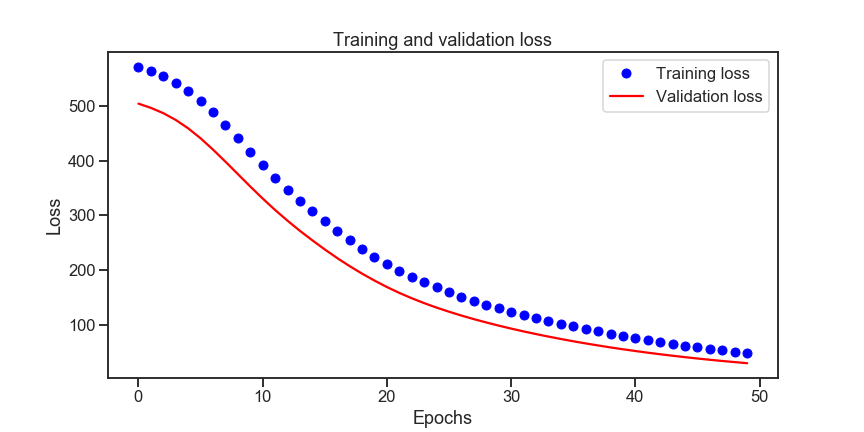 Training and validation loss
Training loss
Validation loss
500
400
300
200
100
Loss
0 10 20 30 40 50
Epochs